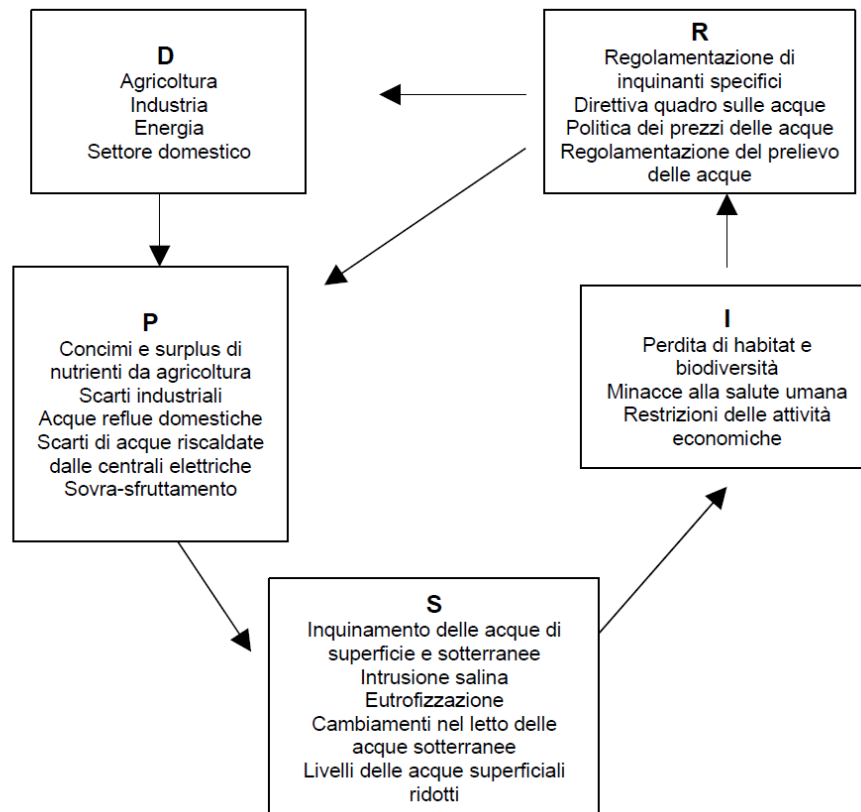 D
Agricoltura
Industria
Energia
Settore domestico
R
Regolamentazione di
inquinanti specifici
Direttiva quadro sulle acque
Politica dei prezzi delle acque
Regolamentazione del prelievo
delle acque
P
Concimi e surplus di
nutrienti da agricoltura
Scarti industriali
Acque reflue domestiche
Scarti di acque riscaldate
dalle centrali elettriche
Sovra-sfruttamento
I
Perdita di habitat e
biodiversità
Minacce alla salute umana
Restrizioni delle attività
economiche
S
Inquinamento delle acque di
superficie e sotterranee
Intrusione salina
Eutrofizzazione
Cambiamenti nel letto delle
acque sotterranee
Livelli delle acque superficiali
ridotti